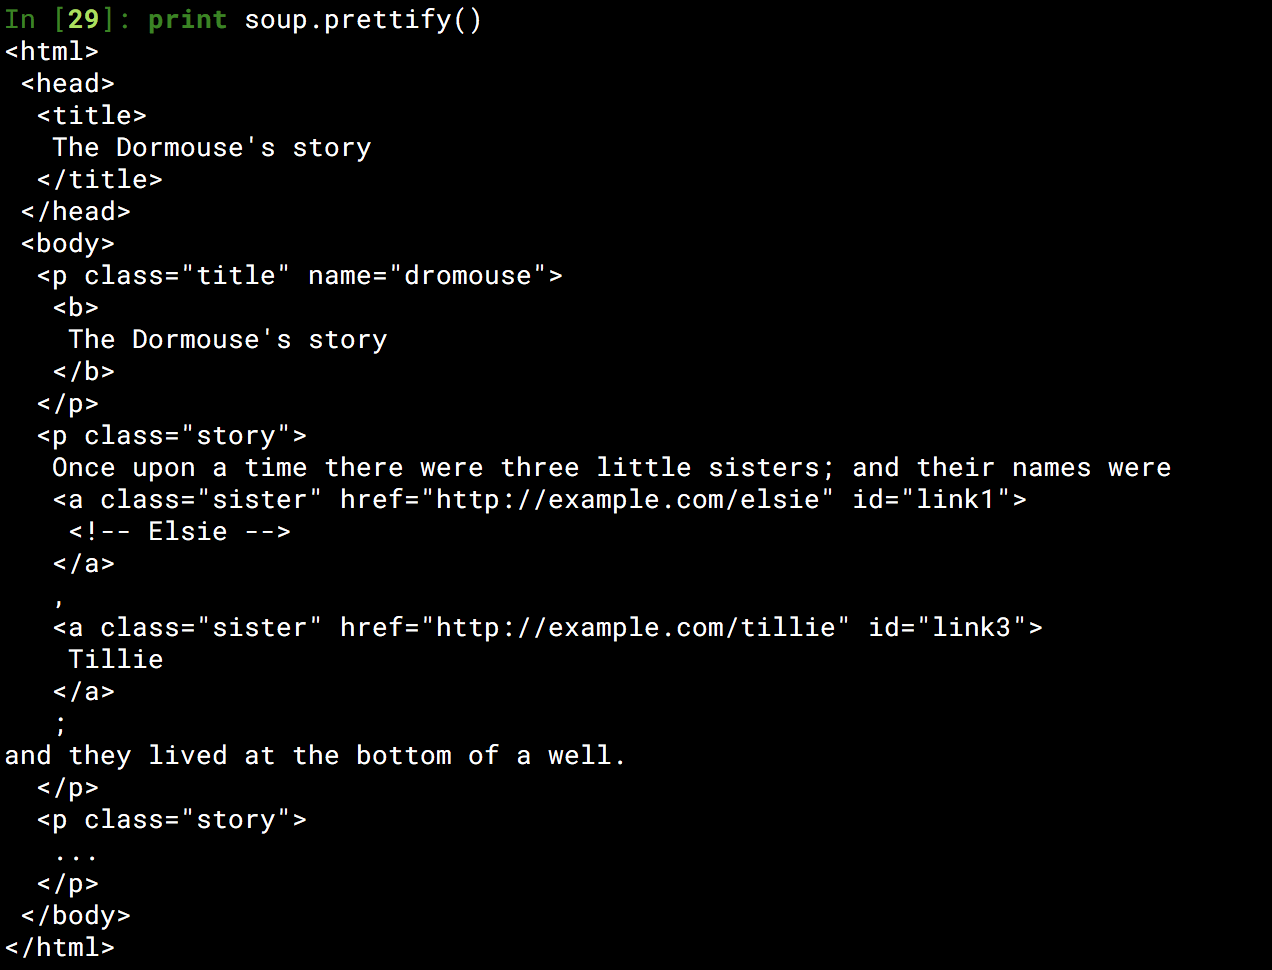 In [29]: print soup.prettify()
<html>
 <head>
  <title>
   The Dormouse's story
  </title>
 </head>
 <body>
  <p class="title" name="dromouse">
   <b>
    The Dormouse's story
   </b>
  </p>
  <p class="story">
   Once upon a time there were three little sisters; and their names were
   <a class="sister" href="http://example.com/elsie" id="link1">
    <!-- Elsie -->
   </a>
   ,
   <a class="sister" href="http://example.com/tillie" id="link3">
    Tillie
   </a>
   ;
and they lived at the bottom of a well.
  </p>
  <p class="story">
   ...
  </p>
 </body>
</html>